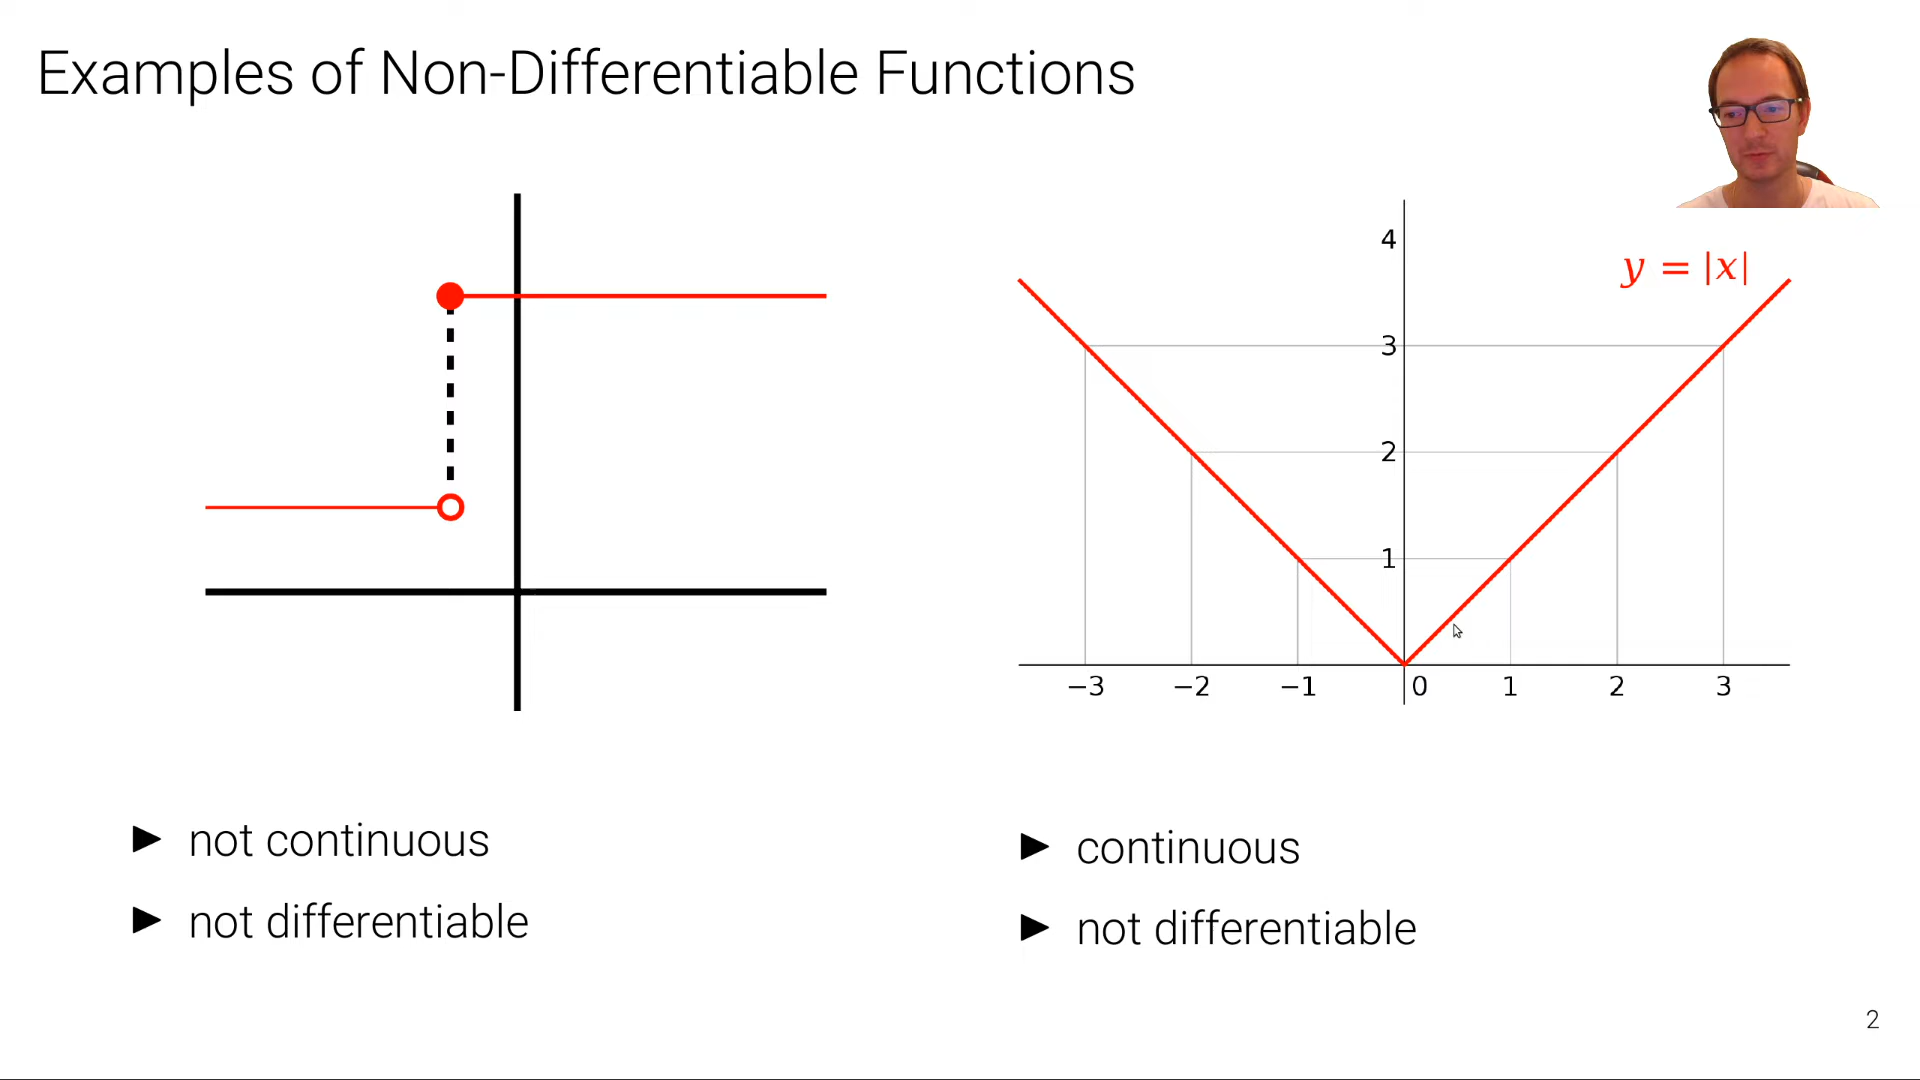 Examples of Non-Differentiable Functions
4
y = |x|
3
2
1
−3 −2 −1 0 1 2 3
► not continuous
► not differentiable
► continuous
► not differentiable
2